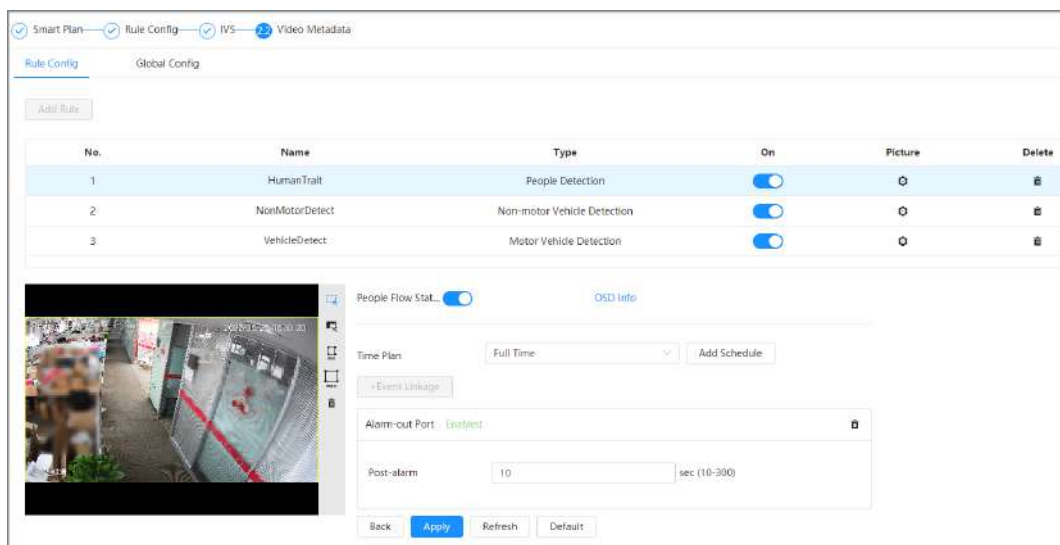 Smart Plan Rule Config IVS 2.2 Video Metadata
Rule Config Global Config
Add Rule
No. Name Type On Picture Delete
1 HumanTrait People Detection
2 NonMotorDetect Non-motor Vehicle Detection
3 VehicleDetect Motor Vehicle Detection
People Flow Stat... OSD Info
Time Plan Full Time Add Schedule
+Event Linkage
Alarm-out Port Enabled
Post-alarm 10 sec (10-300)
Back Apply Refresh Default